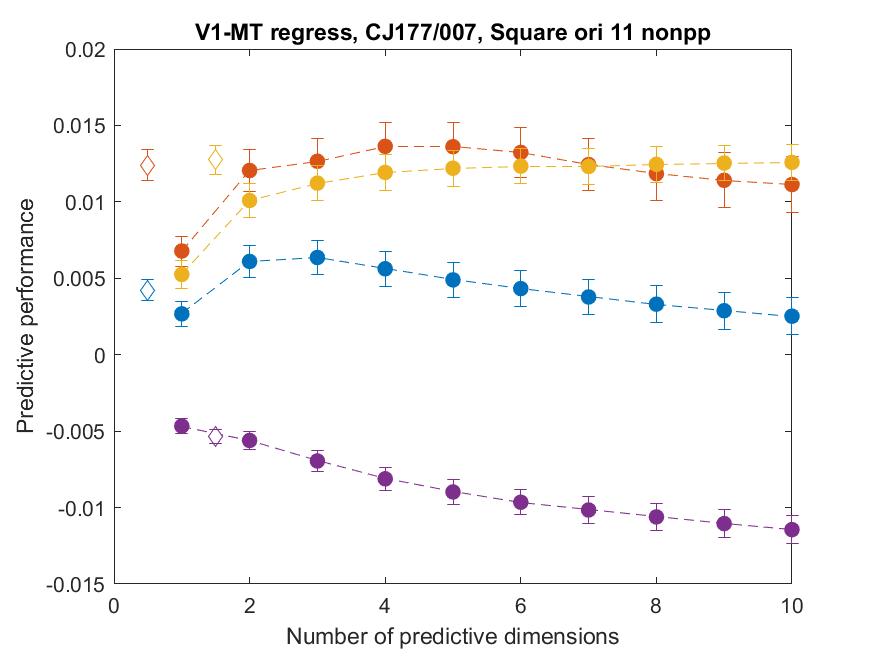 V1-MT regress, CJ177/007, Square ori 11 nonpp
0.02
0.015
0.01
0.005
0
-0.005
-0.01
-0.015
Predictive performance
0 2 4 6 8 10
Number of predictive dimensions